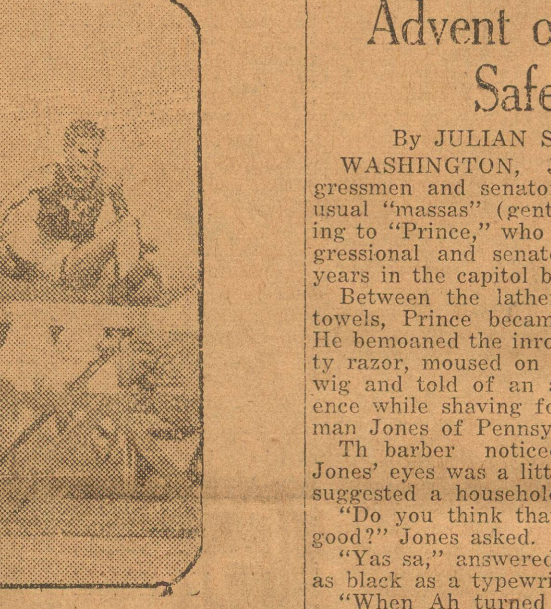 Advent
Safe
By JULIAN S
WASHINGTON,
gressmen and senato
usual "massas" (gent
ing to "Prince," who
gressional and senat
years in the capitol b
Between the lathe
towels, Prince becam
He bemoaned the inro
ty razor, moused on
wig and told of an a
ence while shaving fo
man Jones of Pennsy
Th barber notice
Jones' eyes was a litt
suggested a househol
"Do you think tha
good?" Jones asked.
"Yas sa," answered
as black as a typewri
"When Ah turned